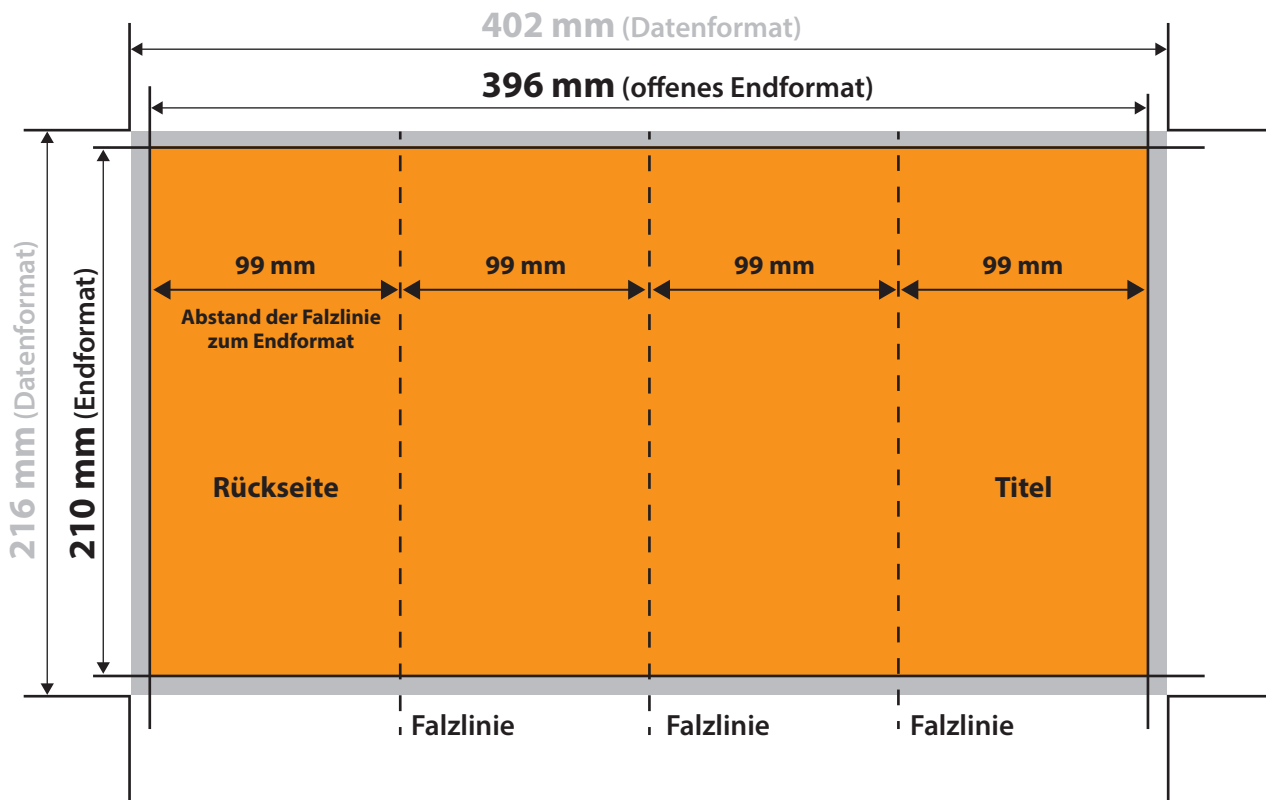 402 mm (Datenformat)
396 mm (offenes Endformat)
216 mm (Datenformat)
210 mm (Endformat)
99 mm
99 mm
99 mm
99 mm
Abstand der Falzlinie
zum Endformat
Rückseite
Titel
Falzlinie
Falzlinie
Falzlinie